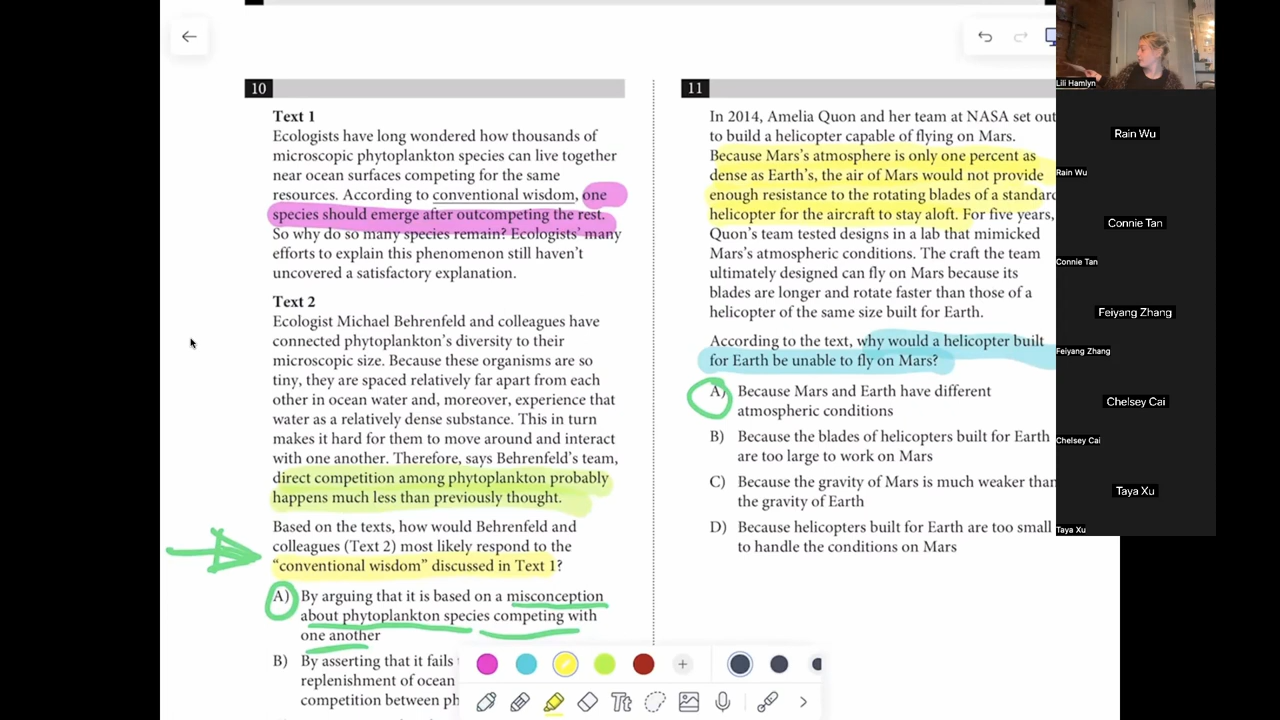 10
Text 1
Ecologists have long wondered how thousands of
microscopic phytoplankton species can live together
near ocean surfaces competing for the same
resources. According to conventional wisdom, one
species should emerge after outcompeting the rest.
So why do so many species remain? Ecologists’ many
efforts to explain this phenomenon still haven’t
uncovered a satisfactory explanation.
Text 2
Ecologist Michael Behrenfeld and colleagues have
connected phytoplankton’s diversity to their
microscopic size. Because these organisms are so
tiny, they are spaced relatively far apart from each
other in ocean water and, moreover, experience that
water as a relatively dense substance. This in turn
makes it hard for them to move around and interact
with one another. Therefore, says Behrenfeld’s team,
direct competition among phytoplankton probably
happens much less than previously thought.
Based on the texts, how would Behrenfeld and
colleagues (Text 2) most likely respond to the
“conventional wisdom” discussed in Text 1?
A) By arguing that it is based on a misconception
about phytoplankton species competing with
one another
B) By asserting that it fails
replenishment of ocean
competition between ph
11
In 2014, Amelia Quon and her team at NASA set out
to build a helicopter capable of flying on Mars.
Because Mars’s atmosphere is only one percent as
dense as Earth’s, the air of Mars would not provide
enough resistance to the rotating blades of a standard
helicopter for the aircraft to stay aloft. For five years,
Quon’s team tested designs in a lab that mimicked
Mars’s atmospheric conditions. The craft the team
ultimately designed can fly on Mars because its
blades are longer and rotate faster than those of a
helicopter of the same size built for Earth.
According to the text, why would a helicopter built
for Earth be unable to fly on Mars?
A) Because Mars and Earth have different
atmospheric conditions
B) Because the blades of helicopters built for Earth
are too large to work on Mars
C) Because the gravity of Mars is much weaker than
the gravity of Earth
D) Because helicopters built for Earth are too small
to handle the conditions on Mars
Tt
Lili Hamlyn
Rain Wu
Rain Wu
Connie Tan
Connie Tan
Feiyang Zhang
Feiyang Zhang
Chelsey Cai
Chelsey Cai
Taya Xu
Taya Xu